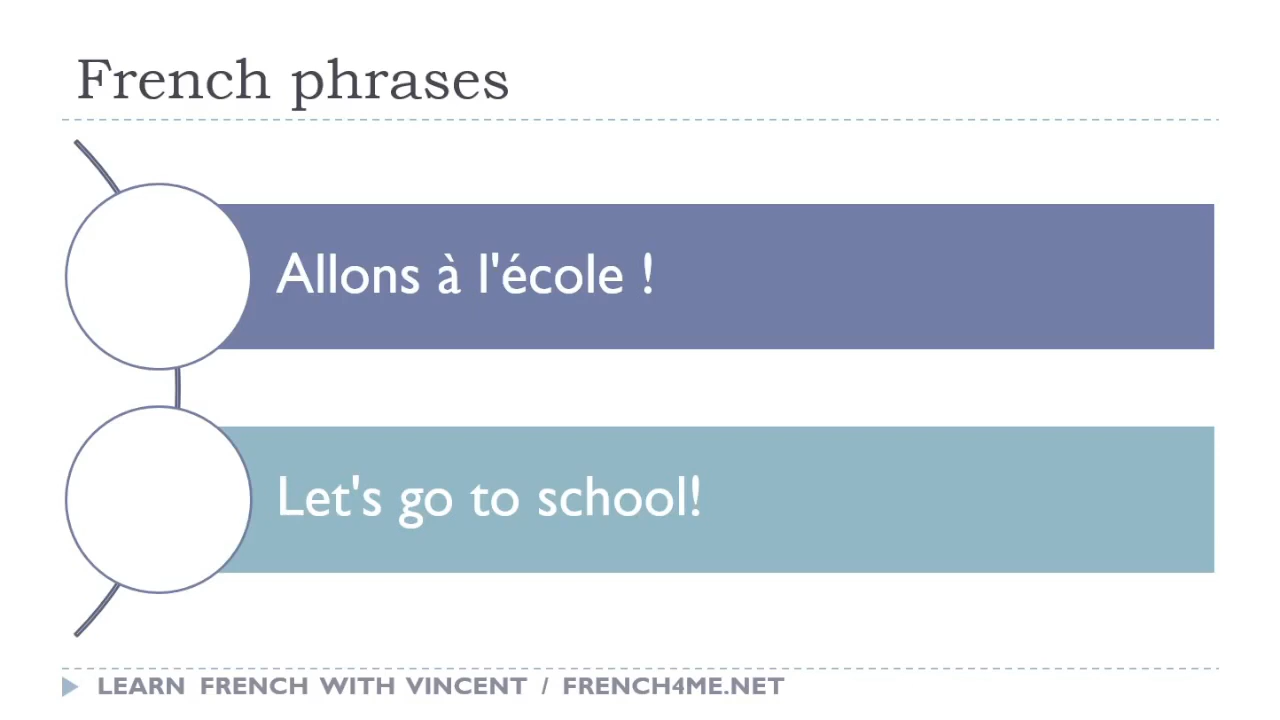 French phrases
Allons à l'école !
Let's go to school!
LEARN FRENCH WITH VINCENT / FRENCH4ME.NET